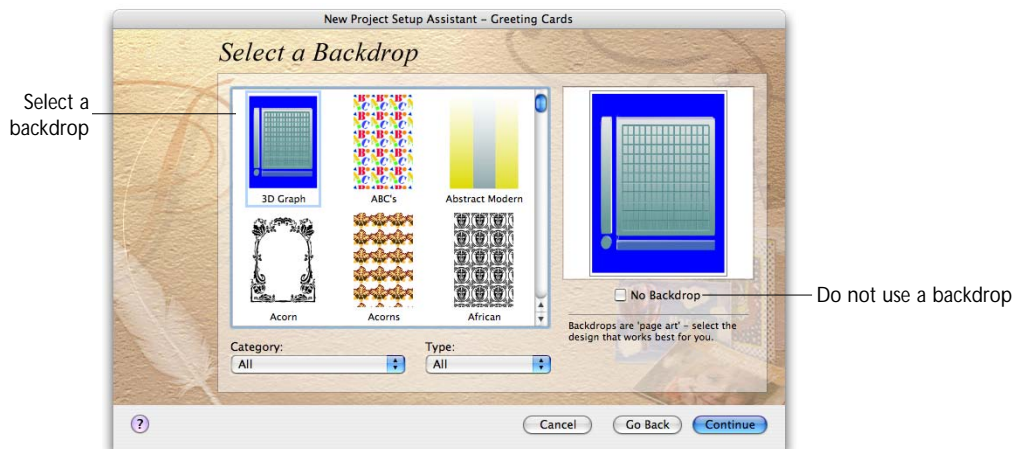 New Project Setup Assistant – Greeting Cards
Select a Backdrop
Select a
backdrop
3D Graph
ABC's
Abstract Modern
Acorn
Acorns
African
No Backdrop
Do not use a backdrop
Backdrops are 'page art' – select the
design that works best for you.
Category:
Type:
All
All
?
Cancel
Go Back
Continue